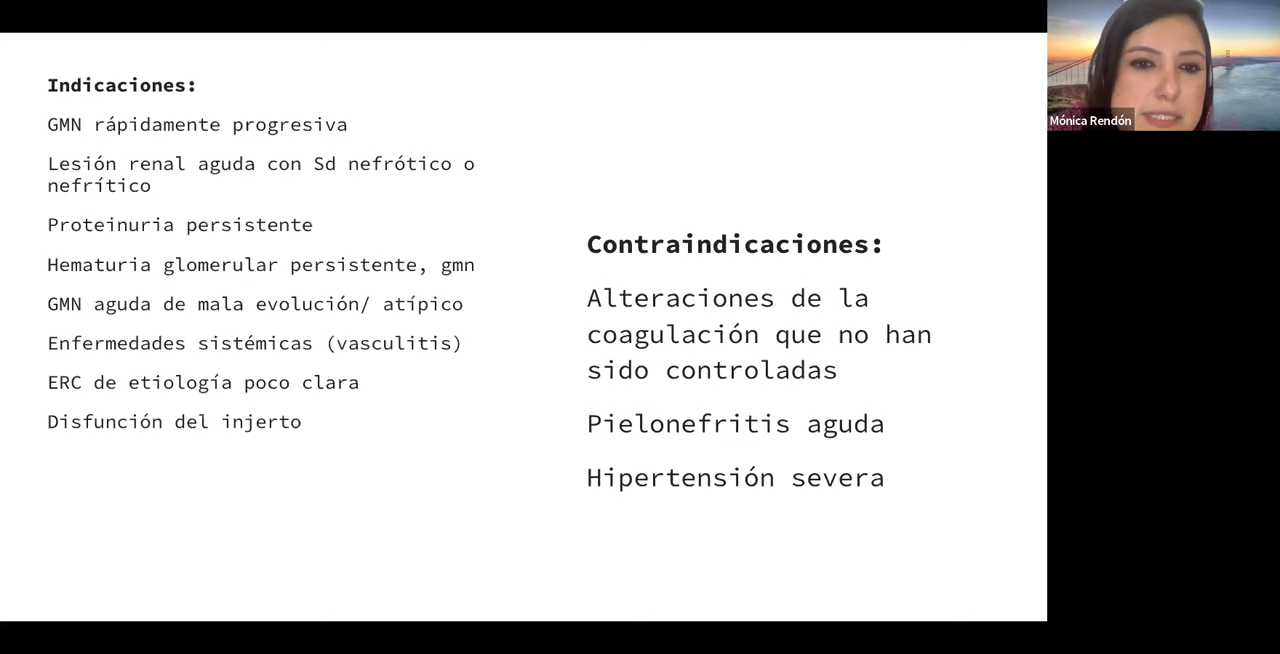 Indicaciones:
GMN rápidamente progresiva
Lesión renal aguda con Sd nefrótico o
nefrítico
Proteinuria persistente
Hematuria glomerular persistente, gmn
GMN aguda de mala evolución/ atípico
Enfermedades sistémicas (vasculitis)
ERC de etiología poco clara
Disfunción del injerto
Contraindicaciones:
Alteraciones de la
coagulación que no han
sido controladas
Pielonefritis aguda
Hipertensión severa
Mónica Rendón